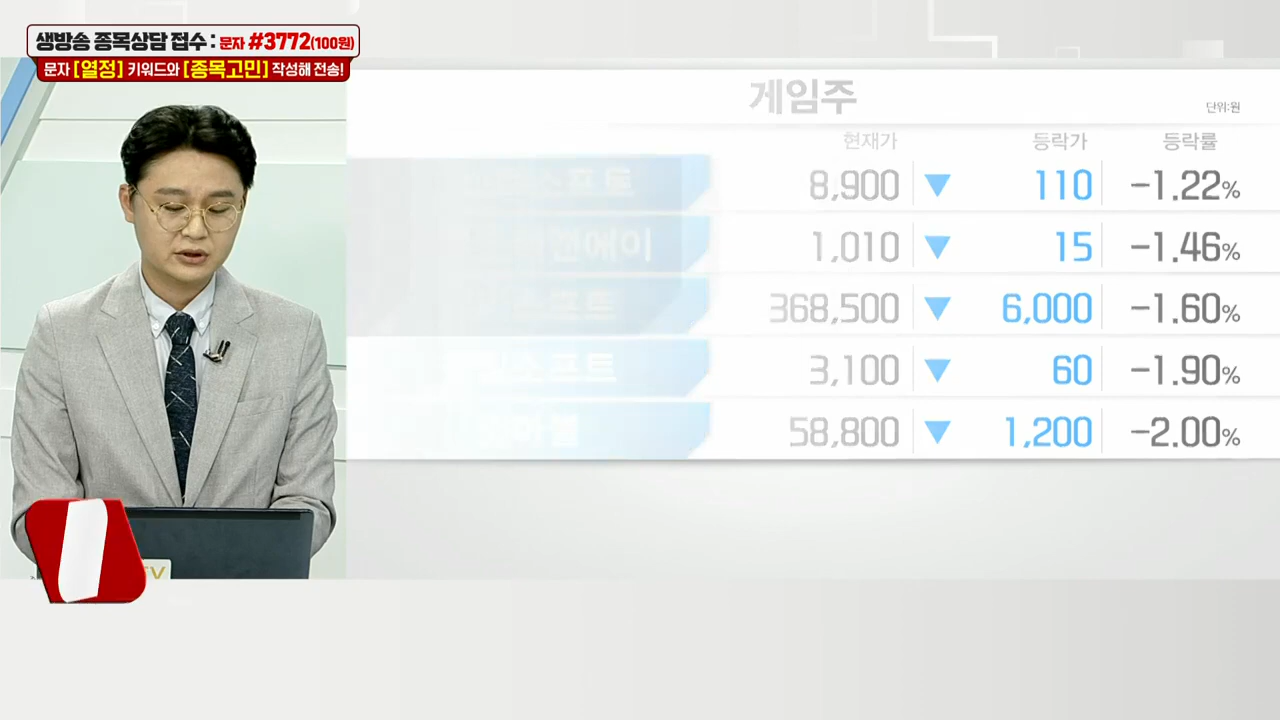 생방송 종목상담 접수 : 문자 #3772(100원)
문자 [열정] 키워드와 [종목고민] 작성해 전송!
게임주
단위:원
현재가 등락가 등락률
8,900 ▼ 110 -1.22%
1,010 ▼ 15 -1.46%
368,500 ▼ 6,000 -1.60%
3,100 ▼ 60 -1.90%
58,800 ▼ 1,200 -2.00%